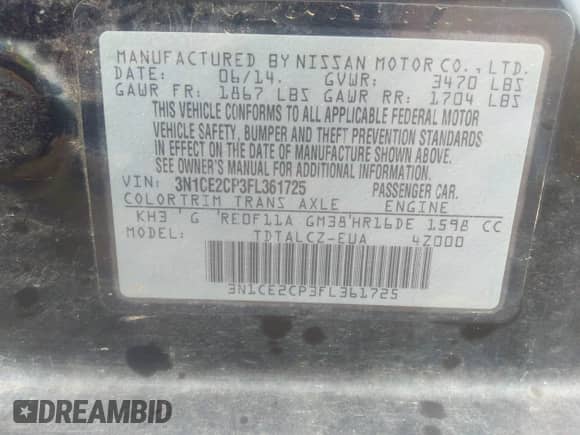 MANUFACTURED BY NISSAN MOTOR CO., LTD.
DATE: 06/14. GVWR: 3470 LBS
GAWR FR: 1867 LBS GAWR RR: 1704 LBS
THIS VEHICLE CONFORMS TO ALL APPLICABLE FEDERAL MOTOR
VEHICLE SAFETY, BUMPER AND THEFT PREVENTION STANDARDS
IN EFFECT ON THE DATE OF MANUFACTURE SHOWN ABOVE.
SEE OWNER'S MANUAL FOR ADDITIONAL INFORMATION.
VIN: 3N1CE2CP3FL361725 PASSENGER CAR.
COLOR TRIM TRANS AXLE ENGINE
KH3 ' G 'RE0F11A GM38'HR16DE 1598 CC
MODEL: TDTALCZ-EUA 4Z000
3N1CE2CP3FL361725
DREAMBID